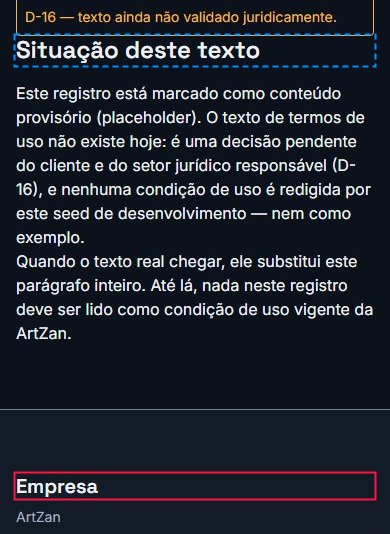 D-16 — texto ainda não validado juridicamente.
Situação deste texto
Este registro está marcado como conteúdo
provisório (placeholder). O texto de termos de
uso não existe hoje: é uma decisão pendente
do cliente e do setor jurídico responsável (D-
16), e nenhuma condição de uso é redigida por
este seed de desenvolvimento — nem como
exemplo.
Quando o texto real chegar, ele substitui este
parágrafo inteiro. Até lá, nada neste registro
deve ser lido como condição de uso vigente da
ArtZan.
Empresa
ArtZan